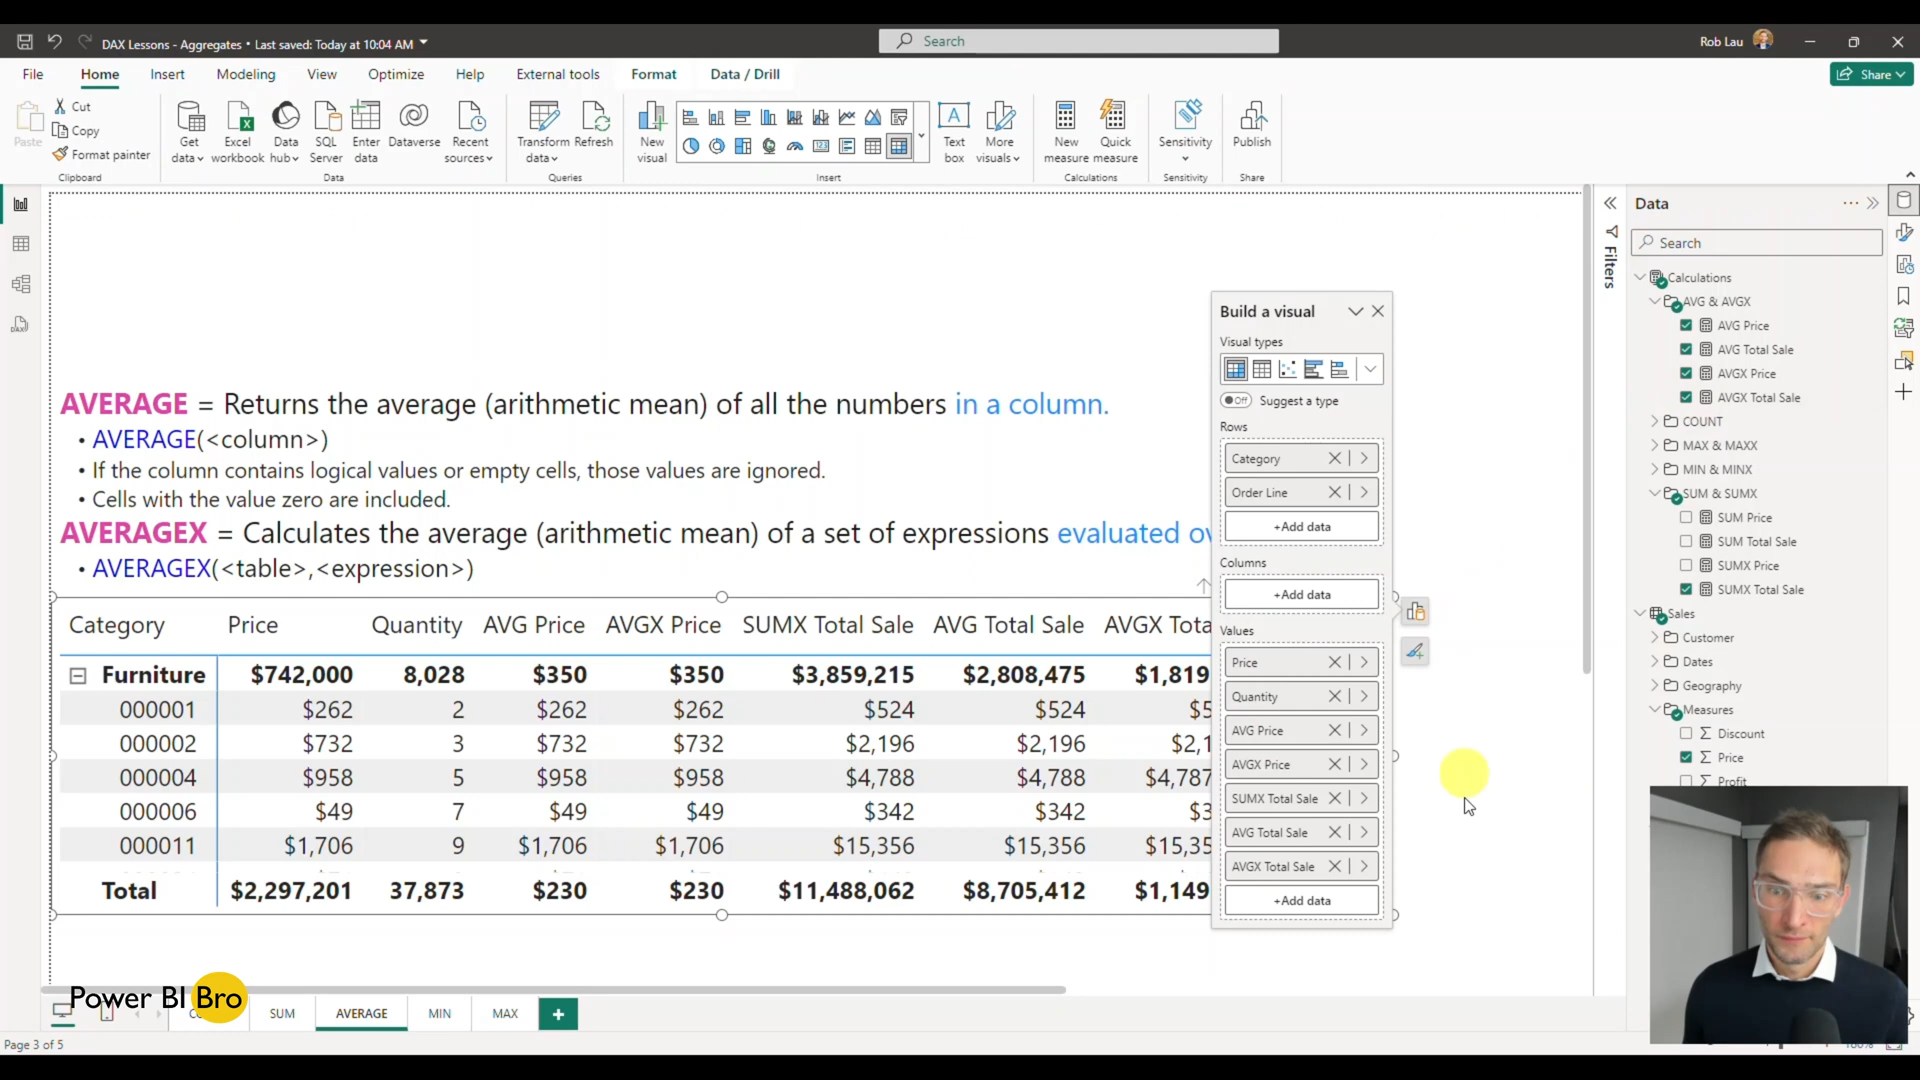 DAX Lessons - Aggregates • Last saved: Today at 10:04 AM
Search
Rob Lau
File Home Insert Modeling View Optimize Help External tools Format Data / Drill
Share
Paste
Cut
Copy
Format painter
Clipboard
Get data
Excel workbook
Data hub
SQL Server
Enter data
Dataverse
Recent sources
Data
Transform data
Refresh
Queries
New visual
Text box
More visuals
Insert
New measure
Quick measure
Calculations
Sensitivity
Sensitivity
Publish
Share
AVERAGE = Returns the average (arithmetic mean) of all the numbers in a column.
• AVERAGE(<column>)
• If the column contains logical values or empty cells, those values are ignored.
• Cells with the value zero are included.
AVERAGEX = Calculates the average (arithmetic mean) of a set of expressions evaluated
• AVERAGEX(<table>,<expression>)
Category Price Quantity AVG Price AVGX Price SUMX Total Sale AVG Total Sale AVGX
Furniture $742,000 8,028 $350 $350 $3,859,215 $2,808,475 $1,819
000001 $262 2 $262 $262 $524 $524 $5
000002 $732 3 $732 $732 $2,196 $2,196 $2,1
000004 $958 5 $958 $958 $4,788 $4,788 $4,787
000006 $49 7 $49 $49 $342 $342 $3
000011 $1,706 9 $1,706 $1,706 $15,356 $15,356 $15,35
Total $2,297,201 37,873 $230 $230 $11,488,062 $8,705,412 $1,149
Build a visual
Visual types
Off Suggest a type
Rows
Category
Order Line
+Add data
Columns
+Add data
Values
Price
Quantity
AVG Price
AVGX Price
SUMX Total Sale
AVG Total Sale
AVGX Total Sale
+Add data
Filters
Data
Search
Calculations
AVG & AVGX
AVG Price
AVG Total Sale
AVGX Price
AVGX Total Sale
COUNT
MAX & MAXX
MIN & MINX
SUM & SUMX
SUM Price
SUM Total Sale
SUMX Price
SUMX Total Sale
Sales
Customer
Dates
Geography
Measures
Discount
Price
Profit
Power BI Bro
SUM AVERAGE MIN MAX
Page 3 of 5